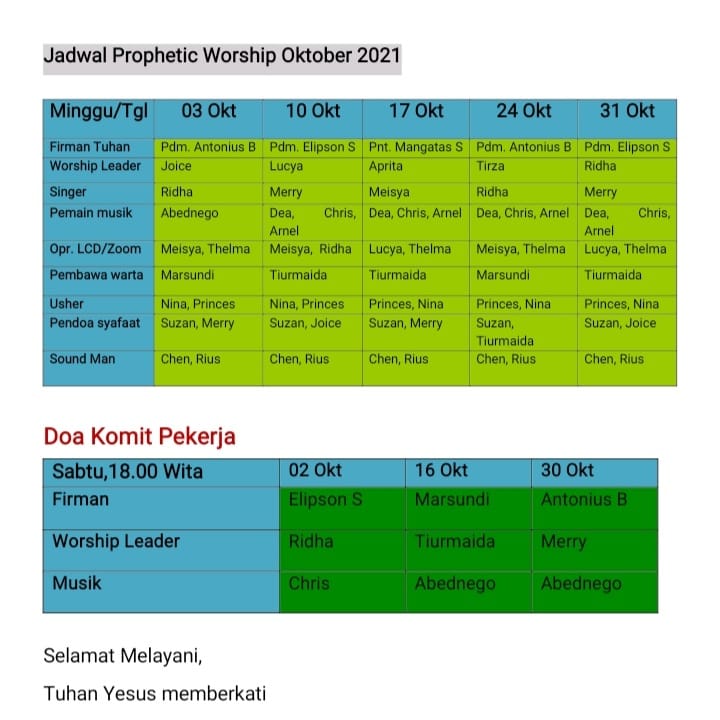 Jadwal Prophetic Worship Oktober 2021
Minggu/Tgl 03 Okt 10 Okt 17 Okt 24 Okt 31 Okt
Firman Tuhan Pdm. Antonius B Pdm. Elipson S Pnt. Mangatas S Pdm. Antonius B Pdm. Elipson S
Worship Leader Joice Lucya Aprita Tirza Ridha
Singer Ridha Merry Meisya Ridha Merry
Pemain musik Abednego Dea, Chris, Dea, Chris, Arnel Dea, Chris, Arnel Dea, Chris,
Arnel Arnel
Opr. LCD/Zoom Meisya, Thelma Meisya, Ridha Lucya, Thelma Meisya, Thelma Lucya, Thelma
Pembawa warta Marsundi Tiurmaida Tiurmaida Marsundi Tiurmaida
Usher Nina, Princes Nina, Princes Princes, Nina Princes, Nina Princes, Nina
Pendoa syafaat Suzan, Merry Suzan, Joice Suzan, Merry Suzan, Suzan, Joice
Tiurmaida
Sound Man Chen, Rius Chen, Rius Chen, Rius Chen, Rius Chen, Rius
Doa Komit Pekerja
Sabtu,18.00 Wita 02 Okt 16 Okt 30 Okt
Firman Elipson S Marsundi Antonius B
Worship Leader Ridha Tiurmaida Merry
Musik Chris Abednego Abednego
Selamat Melayani,
Tuhan Yesus memberkati